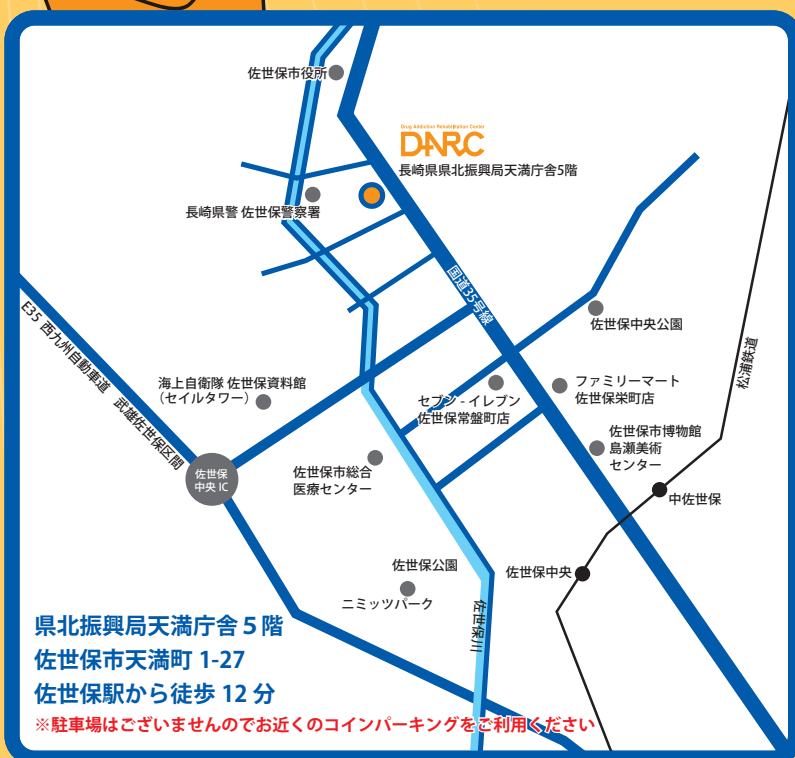 佐世保市役所
Drug Addiction Rehabilitation Center
DARC
長崎県県北振興局天満庁舎5階
長崎県警 佐世保警察署
国道35号線
佐世保中央公園
E35 西九州自動車道 武雄佐世保区間
海上自衛隊 佐世保資料館
（セイルタワー）
セブン - イレブン
佐世保常盤町店
ファミリーマート
佐世保栄町店
松浦鉄道
佐世保市博物館
島瀬美術
センター
佐世保
中央 IC
佐世保市総合
医療センター
中佐世保
佐世保公園
佐世保中央
ニミッツパーク
佐世保川
県北振興局天満庁舎 5 階
佐世保市天満町 1-27
佐世保駅から徒歩 12 分
※駐車場はございませんのでお近くのコインパーキングをご利用ください